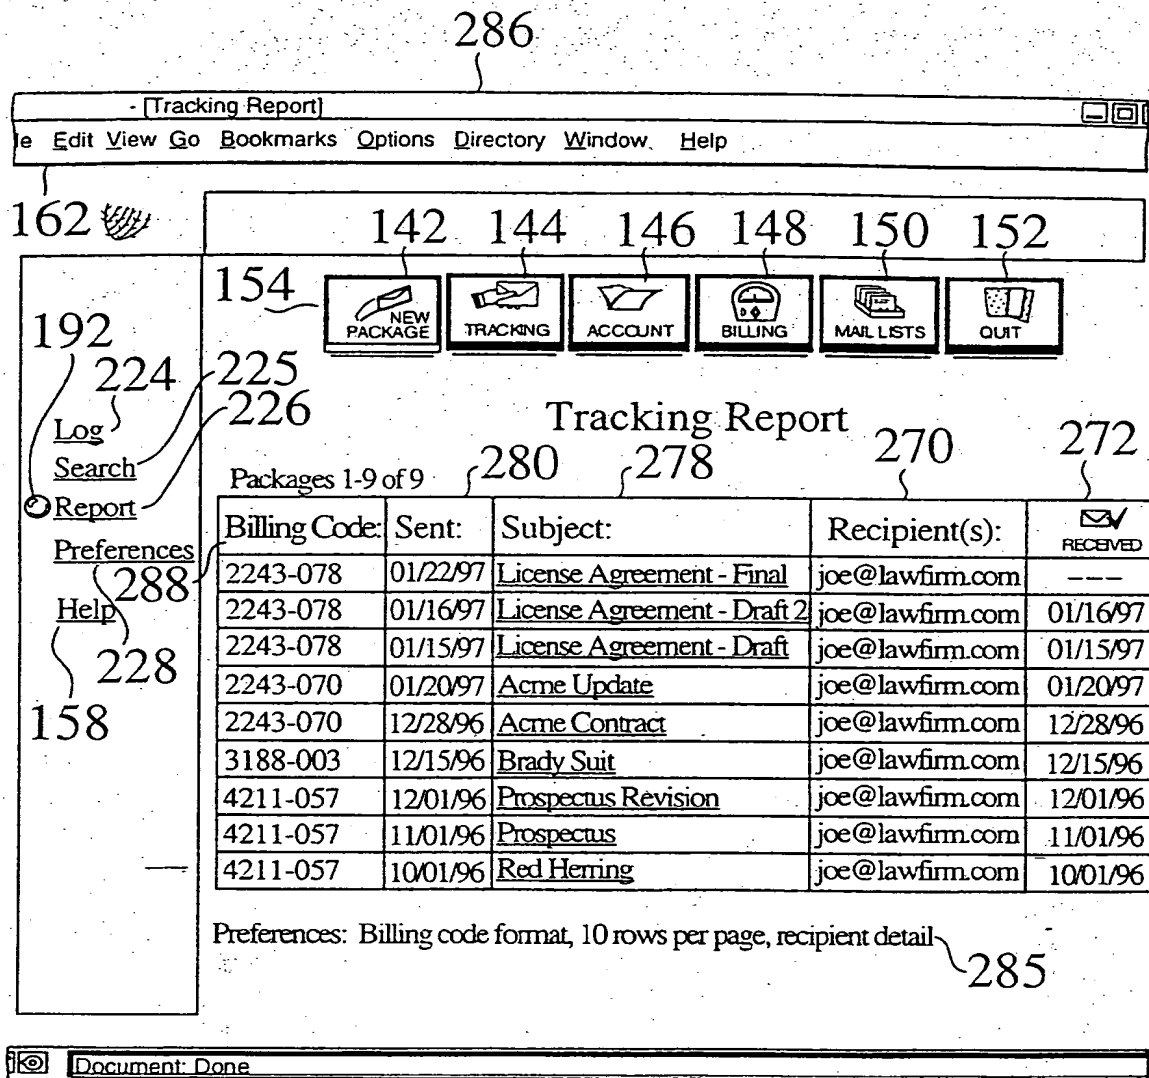 286
- [Tracking Report]
le Edit View Go Bookmarks Options Directory Window Help
162
142 144 146 148 150 152
154
NEW PACKAGE TRACKING ACCOUNT BILLING MAIL LISTS QUIT
192
224
225
226
Log
Search
Report
Preferences
Help
288
228
158
Tracking Report
Packages 1-9 of 9
280 278 270 272
Billing Code: Sent: Subject: Recipient(s): RECEIVED
2243-078 01/22/97 License Agreement - Final joe@lawfirm.com ---
2243-078 01/16/97 License Agreement - Draft 2 joe@lawfirm.com 01/16/97
2243-078 01/15/97 License Agreement - Draft joe@lawfirm.com 01/15/97
2243-070 01/20/97 Acme Update joe@lawfirm.com 01/20/97
2243-070 12/28/96 Acme Contract joe@lawfirm.com 12/28/96
3188-003 12/15/96 Brady Suit joe@lawfirm.com 12/15/96
4211-057 12/01/96 Prospectus Revision joe@lawfirm.com 12/01/96
4211-057 11/01/96 Prospectus joe@lawfirm.com 11/01/96
4211-057 10/01/96 Red Herring joe@lawfirm.com 10/01/96
Preferences: Billing code format, 10 rows per page, recipient detail
285
Document: Done